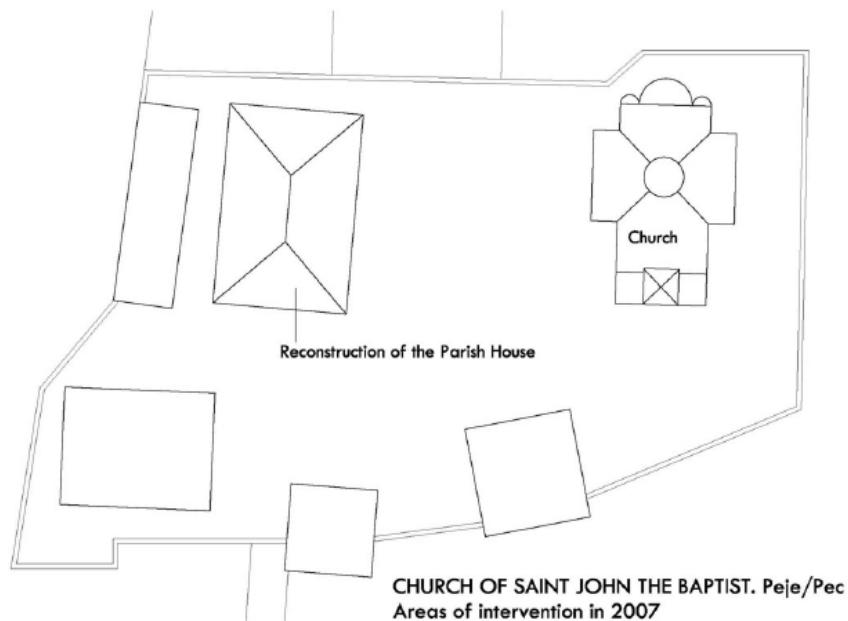 Church
Reconstruction of the Parish House
CHURCH OF SAINT JOHN THE BAPTIST. Peje/Pec
Areas of intervention in 2007